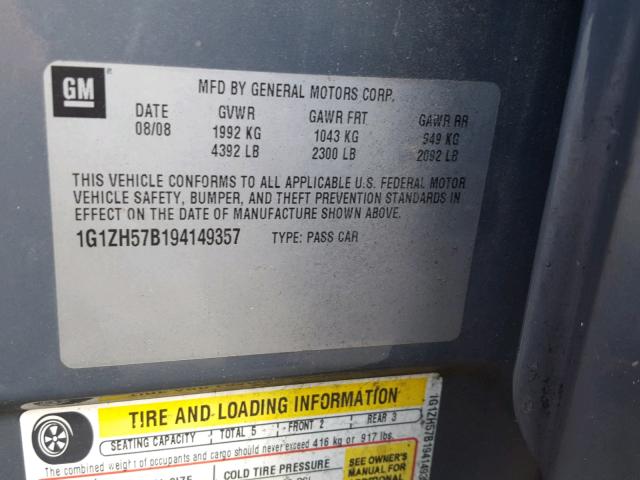 GM
MFD BY GENERAL MOTORS CORP.
DATE GVWR GAWR FRT GAWR RR
08/08 1992 KG 1043 KG 949 KG
4392 LB 2300 LB 2092 LB
THIS VEHICLE CONFORMS TO ALL APPLICABLE U.S. FEDERAL MOTOR
VEHICLE SAFETY, BUMPER, AND THEFT PREVENTION STANDARDS IN
EFFECT ON THE DATE OF MANUFACTURE SHOWN ABOVE.
1G1ZH57B194149357 TYPE: PASS CAR
TIRE AND LOADING INFORMATION
SEATING CAPACITY TOTAL 5 FRONT 2 REAR 3
The combined weight of occupants and cargo should never exceed 416 kg or 917 lbs.
COLD TIRE PRESSURE
SEE OWNER'S
MANUAL FOR